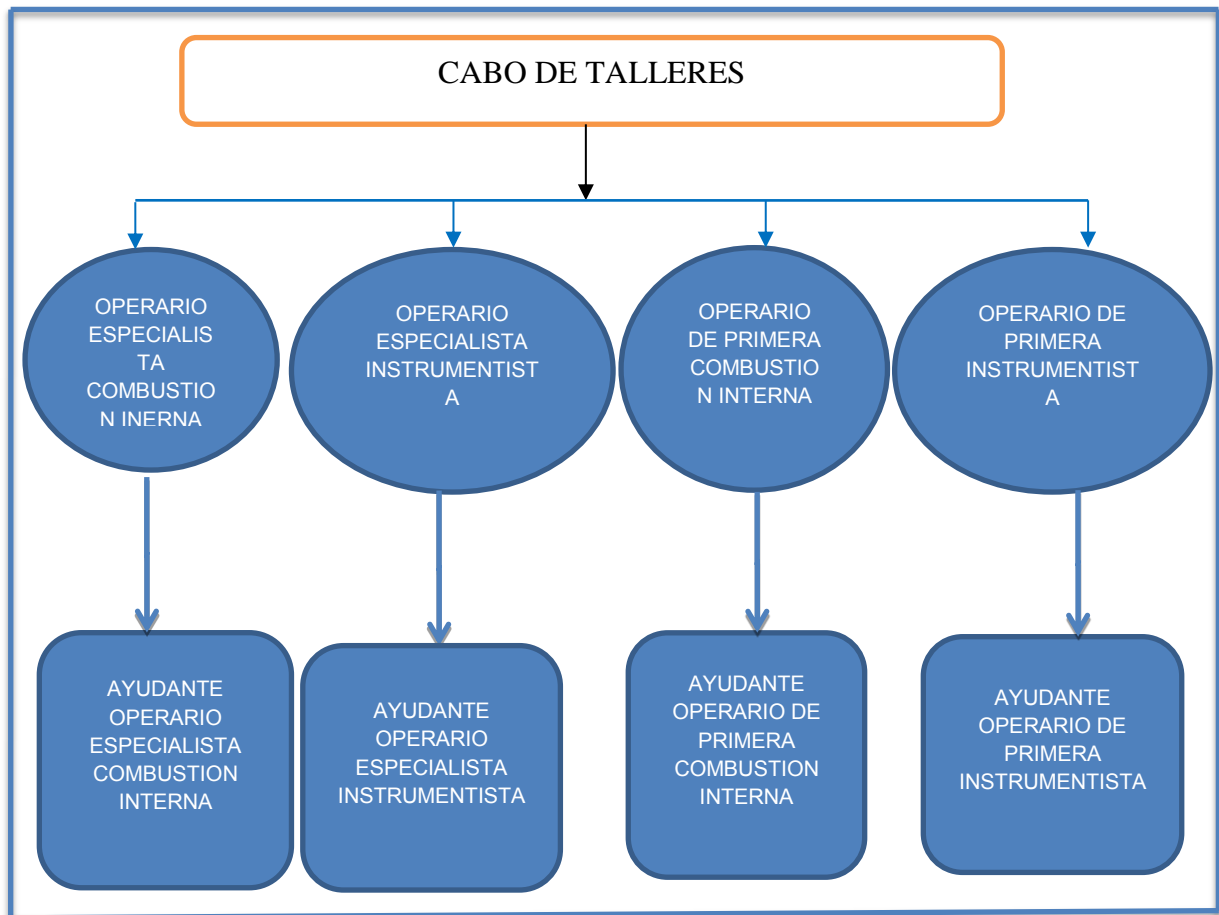 CABO DE TALLERES
OPERARIO
ESPECIALIS
TA
COMBUSTIO
N INERNA
OPERARIO
ESPECIALISTA
INSTRUMENTIST
A
OPERARIO
DE PRIMERA
COMBUSTIO
N INTERNA
OPERARIO DE
PRIMERA
INSTRUMENTIST
A
AYUDANTE
OPERARIO
ESPECIALISTA
COMBUSTION
INTERNA
AYUDANTE
OPERARIO
ESPECIALISTA
INSTRUMENTISTA
AYUDANTE
OPERARIO DE
PRIMERA
COMBUSTION
INTERNA
AYUDANTE
OPERARIO DE
PRIMERA
INSTRUMENTISTA